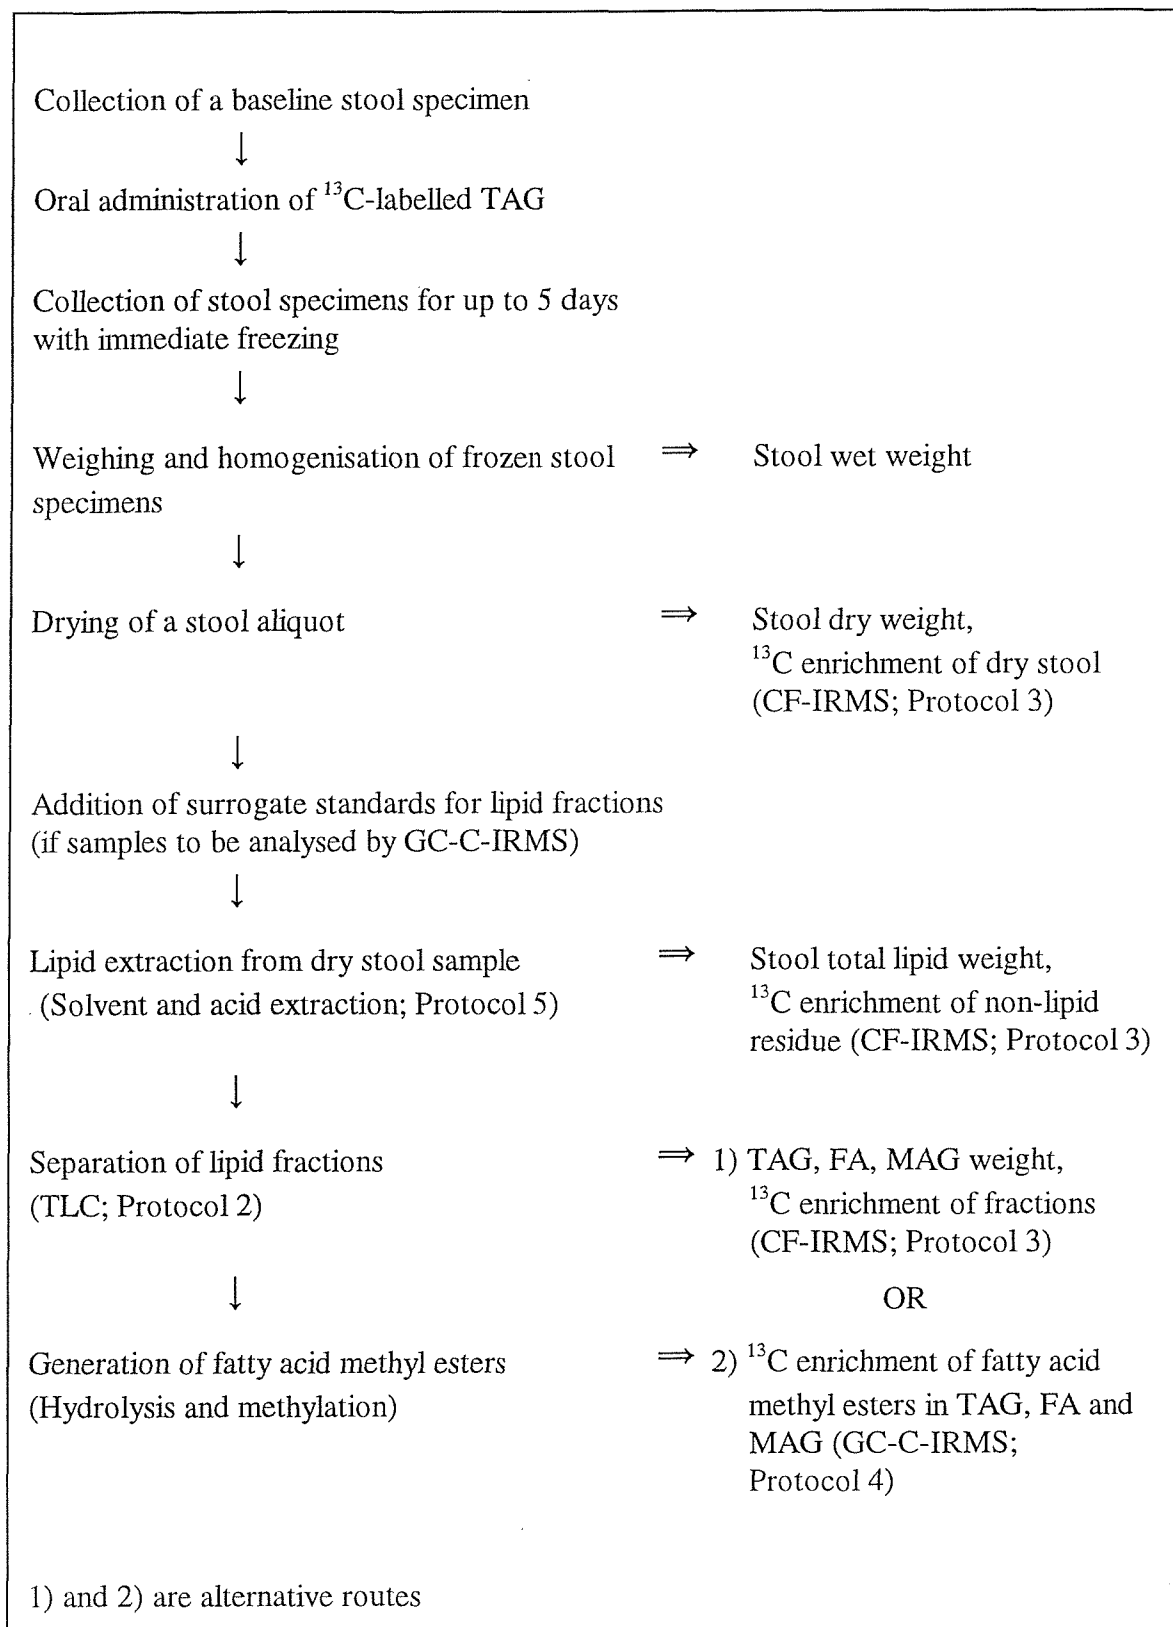 Collection of a baseline stool specimen
↓
Oral administration of ¹³C-labelled TAG
↓
Collection of stool specimens for up to 5 days
with immediate freezing
↓
Weighing and homogenisation of frozen stool ⇒ Stool wet weight
specimens
↓
Drying of a stool aliquot ⇒ Stool dry weight,
¹³C enrichment of dry stool
(CF-IRMS; Protocol 3)
↓
Addition of surrogate standards for lipid fractions
(if samples to be analysed by GC-C-IRMS)
↓
Lipid extraction from dry stool sample ⇒ Stool total lipid weight,
(Solvent and acid extraction; Protocol 5) ¹³C enrichment of non-lipid
residue (CF-IRMS; Protocol 3)
↓
Separation of lipid fractions ⇒ 1) TAG, FA, MAG weight,
(TLC; Protocol 2) ¹³C enrichment of fractions
(CF-IRMS; Protocol 3)
↓ OR
Generation of fatty acid methyl esters ⇒ 2) ¹³C enrichment of fatty acid
(Hydrolysis and methylation) methyl esters in TAG, FA and
MAG (GC-C-IRMS;
Protocol 4)
1) and 2) are alternative routes